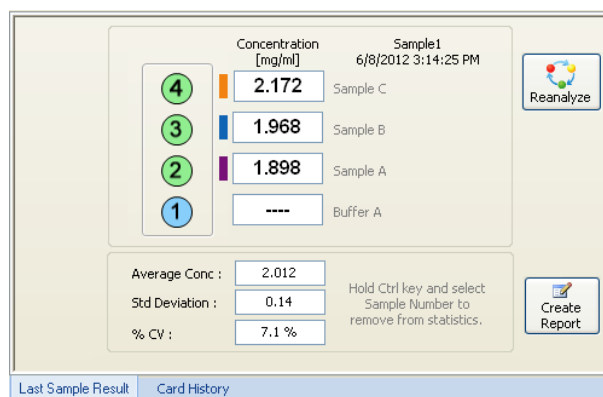 Concentration
[mg/ml]
Sample1
6/8/2012 3:14:25 PM
4
2.172
Sample C
Reanalyze
3
1.968
Sample B
2
1.898
Sample A
1
----
Buffer A
Average Conc :
2.012
Std Deviation :
0.14
% CV :
7.1 %
Hold Ctrl key and select
Sample Number to
remove from statistics.
Create
Report
Last Sample Result
Card History